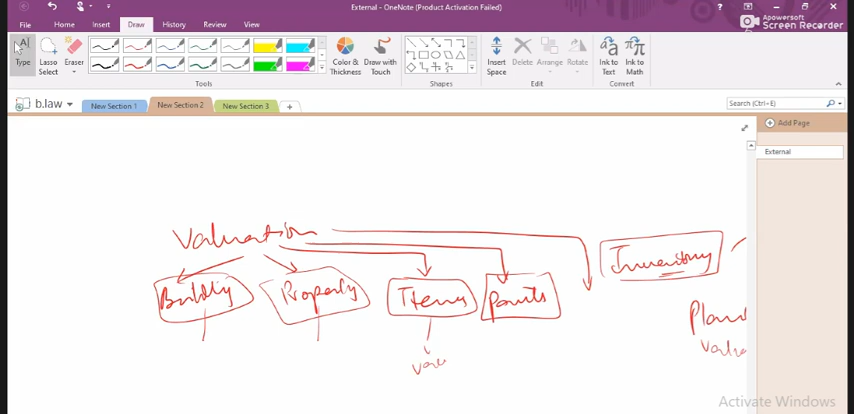 External - OneNote (Product Activation Failed)
Apowersoft
Screen Recorder
File Home Insert Draw History Review View
Type
Lasso
Select
Eraser
Color &
Thickness
Draw with
Touch
Insert
Space
Delete
Arrange
Rotate
Ink to
Text
Ink to
Math
Tools Shapes Edit Convert
b.law New Section 1 New Section 2 New Section 3 Search (Ctrl+E)
Add Page
External
Valuation
Inventory
Property Items
Plan
Activate Windows